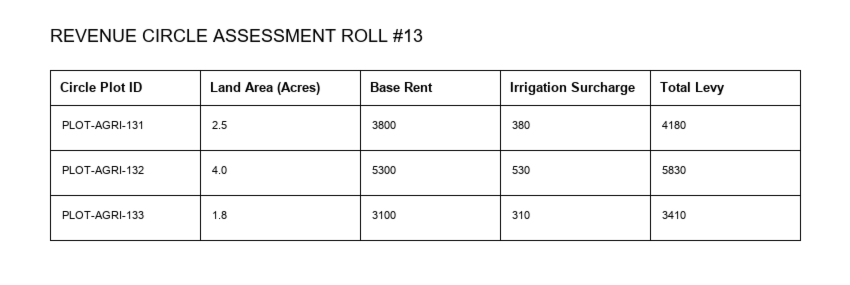 REVENUE CIRCLE ASSESSMENT ROLL #13
Circle Plot ID Land Area (Acres) Base Rent Irrigation Surcharge Total Levy
PLOT-AGRI-131 2.5 3800 380 4180
PLOT-AGRI-132 4.0 5300 530 5830
PLOT-AGRI-133 1.8 3100 310 3410